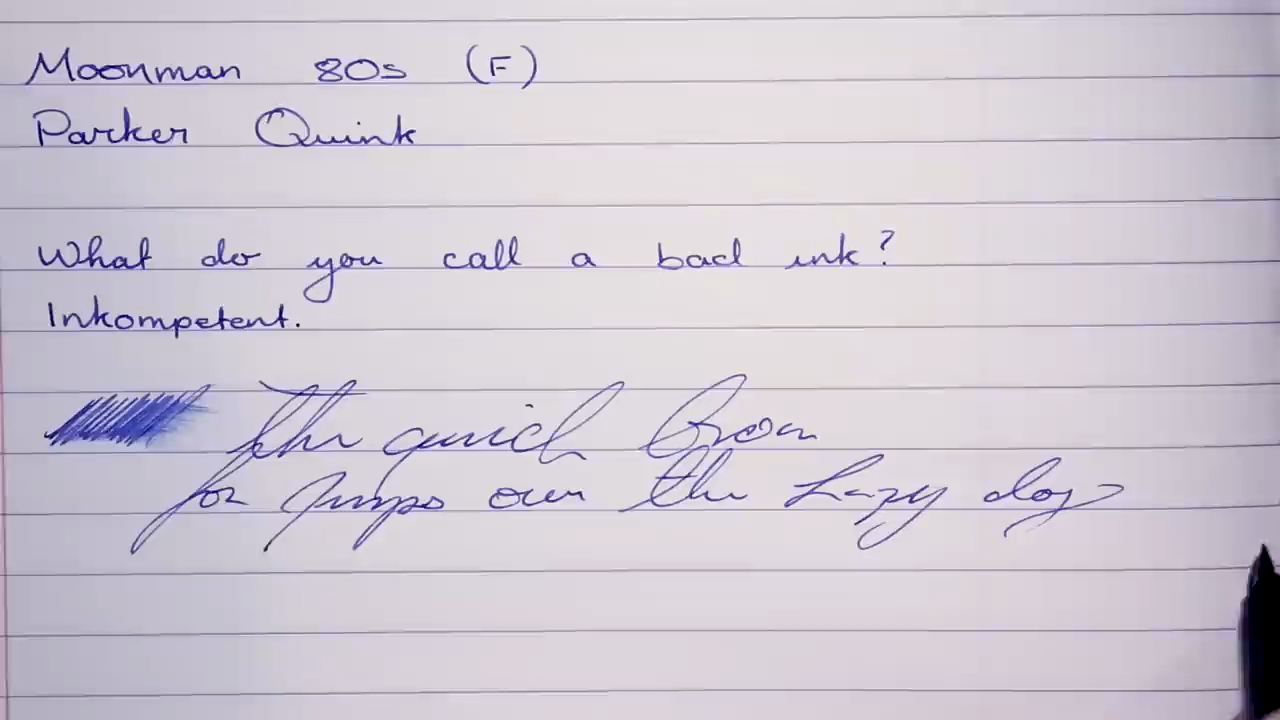 Moonman 80s (F)
Parker Quink
What do you call a bad ink?
Inkompetent.
The quick brown
fox jumps over the lazy dog